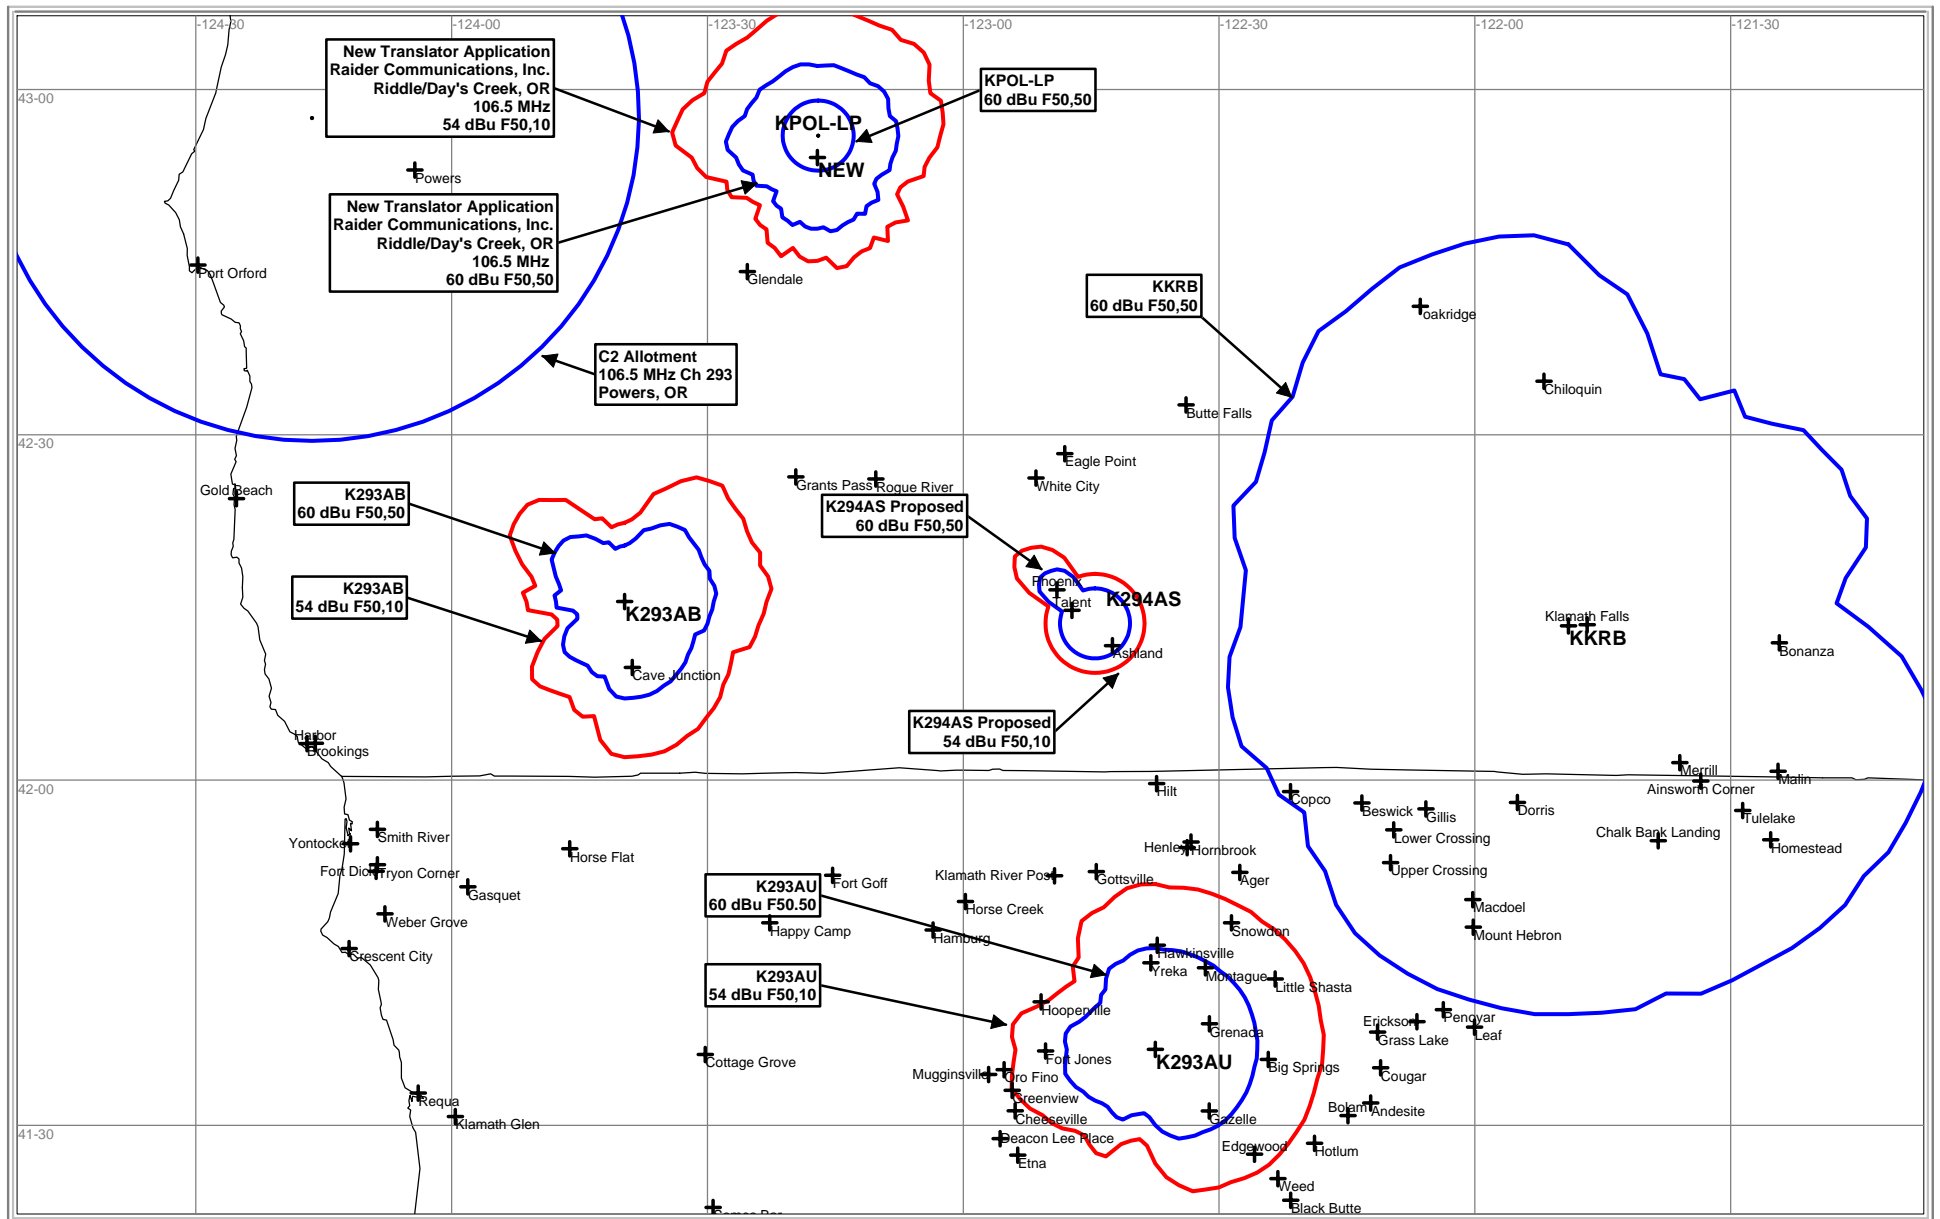 -124-30
-124-00
-123-30
-123-00
-122-30
-122-00
-121-30
43-00
New Translator Application
Raider Communications, Inc.
Riddle/Day's Creek, OR
106.5 MHz
54 dBu F50,10
KPOL-LP
60 dBu F50,50
KPOL-LP
NEW
Powers
New Translator Application
Raider Communications, Inc.
Riddle/Day's Creek, OR
106.5 MHz
60 dBu F50,50
Port Orford
Glendale
KKRB
60 dBu F50,50
oakridge
C2 Allotment
106.5 MHz Ch 293
Powers, OR
Chiloquin
Butte Falls
42-30
Eagle Point
White City
Grants Pass
Rogue River
Gold Beach
K293AB
60 dBu F50,50
K294AS Proposed
60 dBu F50,50
K293AB
54 dBu F50,10
K293AB
Cave Junction
Phoenix
Talent
K294AS
Ashland
Klamath Falls
KKRB
Bonanza
K294AS Proposed
54 dBu F50,10
Harbor
Brookings
42-00
Hilt
Copco
Merrill
Malin
Ainsworth Corner
Beswick
Gillis
Dorris
Tulelake
Lower Crossing
Chalk Bank Landing
Homestead
Upper Crossing
Smith River
Yontocket
Fort Dick
Tryon Corner
Gasquet
Weber Grove
Crescent City
Horse Flat
Fort Goff
Klamath River Post
Gottsville
Henley
Hornbrook
Ager
K293AU
60 dBu F50.50
Horse Creek
Happy Camp
Hamburg
Snowdon
Macdoel
Mount Hebron
Hawkinsville
Yreka
Montague
Little Shasta
K293AU
54 dBu F50,10
Hooperville
Grenada
Penoyar
Erickson
Grass Lake
Leaf
Cottage Grove
Fort Jones
K293AU
Big Springs
Mugginsville
Oro Fino
Cougar
Greenview
Requa
Klamath Glen
Cheeseville
Gazelle
Bolam
Andesite
41-30
Deacon Lee Place
Etna
Edgewood
Hotlum
Weed
Black Butte